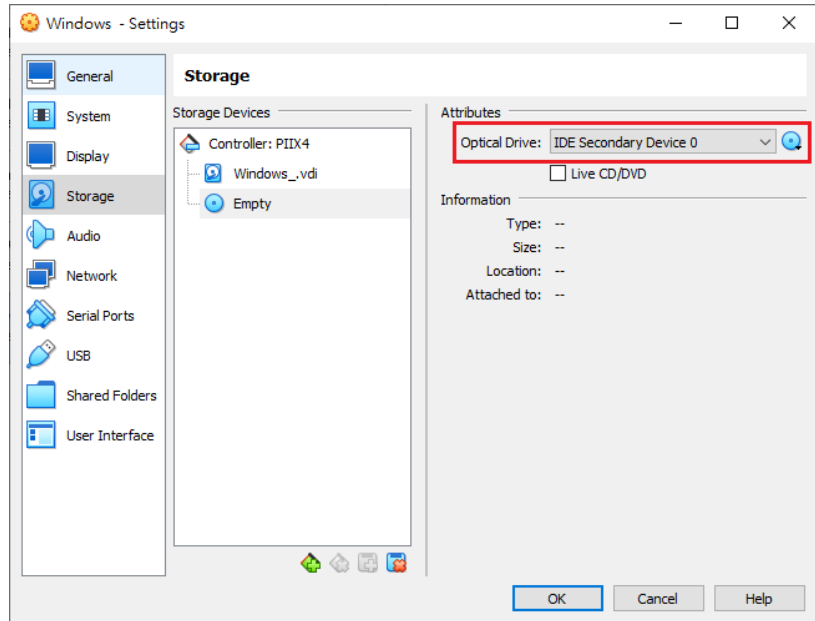 Windows - Settings
General
System
Display
Storage
Audio
Network
Serial Ports
USB
Shared Folders
User Interface
Storage
Storage Devices
Controller: PIIX4
Windows_.vdi
Empty
Attributes
Optical Drive: IDE Secondary Device 0
Live CD/DVD
Information
Type: --
Size: --
Location: --
Attached to: --
OK Cancel Help